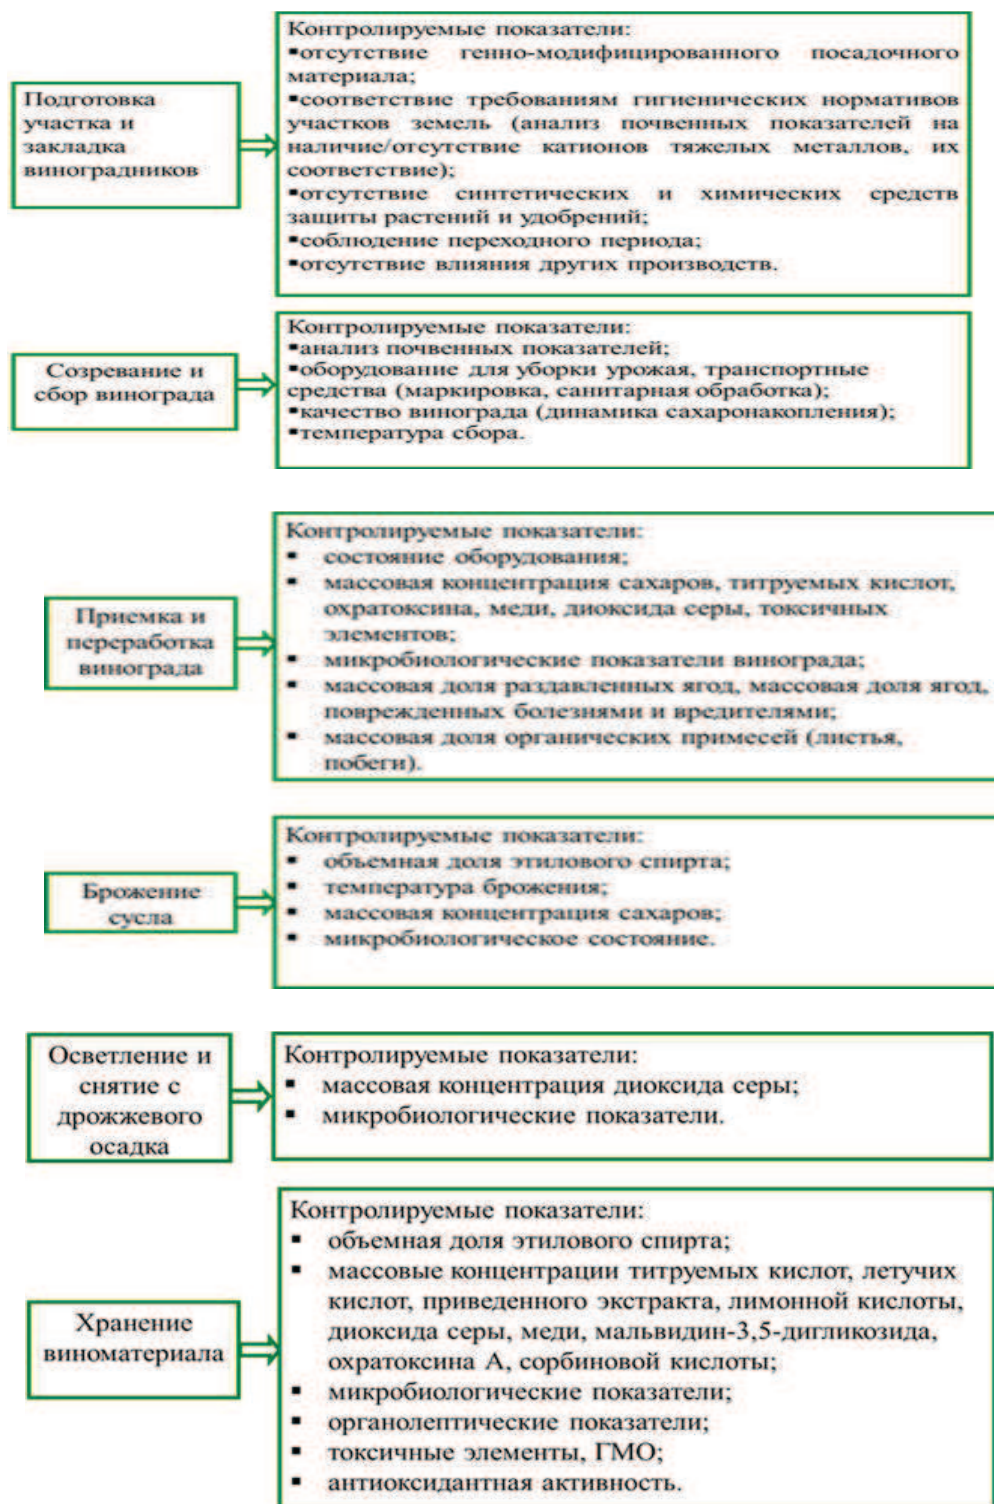 Подготовка
участка и
закладка
виноградников
Контролируемые показатели:
▪отсутствие генно-модифицированного посадочного
материала;
▪соответствие требованиям гигиенических нормативов
участков земель (анализ почвенных показателей на
наличие/отсутствие катионов тяжелых металлов, их
соответствие);
▪отсутствие синтетических и химических средств
защиты растений и удобрений;
▪соблюдение переходного периода;
▪отсутствие влияния других производств.
Созревание и
сбор винограда
Контролируемые показатели:
▪анализ почвенных показателей;
▪оборудование для уборки урожая, транспортные
средства (маркировка, санитарная обработка);
▪качество винограда (динамика сахаронакопления);
▪температура сбора.
Приемка и
переработка
винограда
Контролируемые показатели:
▪ состояние оборудования;
▪ массовая концентрация сахаров, титруемых кислот,
охратоксина, меди, диоксида серы, токсичных
элементов;
▪ микробиологические показатели винограда;
▪ массовая доля раздавленных ягод, массовая доля ягод,
поврежденных болезнями и вредителями;
▪ массовая доля органических примесей (листья,
побеги).
Брожение
сусла
Контролируемые показатели:
▪ объемная доля этилового спирта;
▪ температура брожения;
▪ массовая концентрация сахаров;
▪ микробиологическое состояние.
Осветление и
снятие с
дрожжевого
осадка
Контролируемые показатели:
▪ массовая концентрация диоксида серы;
▪ микробиологические показатели.
Хранение
виноматериала
Контролируемые показатели:
▪ объемная доля этилового спирта;
▪ массовые концентрации титруемых кислот, летучих
кислот, приведенного экстракта, лимонной кислоты,
диоксида серы, меди, мальвидин-3,5-дигликозида,
охратоксина А, сорбиновой кислоты;
▪ микробиологические показатели;
▪ органолептические показатели;
▪ токсичные элементы, ГМО;
▪ антиоксидантная активность.